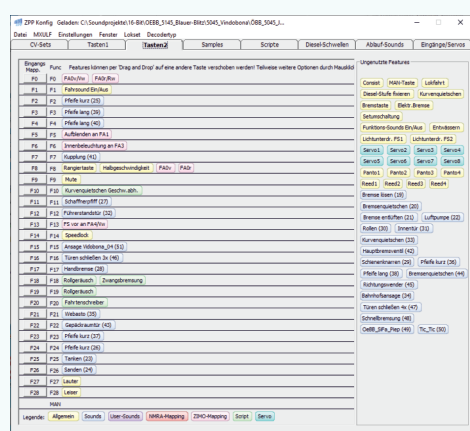 ZPP Konfig Geladen: C:\Soundprojekte\16-Bit\OEBB_5145_Blauer-Blitz\5045_Vindobona\ÖBB_5045_J...
Datei MXULF Einstellungen Fenster Lokset Decodertyp
CV-Sets Tasten1 Tasten2 Samples Scripte Diesel-Schwellen Ablauf-Sounds Eingänge/Servos
Eingangs Mapp. Func Features können per 'Drag and Drop' auf eine andere Taste verschoben werden! Teilweise weitere Optionen durch Mausklick
F0 F0 FA0v/Vw FA0r/Rw
F1 F1 Fahrsound Ein/Aus
F2 F2 Pfeife kurz (25)
F3 F3 Pfeife lang (39)
F4 F4 Pfeife lang (40)
F5 F5 Aufblenden an FA1
F6 F6 Innenbeleuchtung an FA3
F7 F7 Kupplung (41)
F8 F8 Rangiertaste Halbgeschwindigkeit FA0v FA0r
F9 F9 Mute
F10 F10 Kurvenquietschen Geschw.abh.
F11 F11 Schaffnerpfiff (27)
F12 F12 Führerstandstür (32)
F13 F13 FS vor an FA4/Vw
F14 F14 Speedlock
F15 F15 Ansage Vidobona_04 (51)
F16 F16 Türen schließen 3x (46)
F17 F17 Handbremse (28)
F18 F18 Rollgeräusch Zwangsbremsung
F19 F19 Rollgeräusch
F20 F20 Fahrtenschreiber
F21 F21 Webasto (35)
F22 F22 Gepäckraumtür (43)
F23 F23 Pfeife kurz (37)
F24 F24 Pfeife kurz (26)
F25 F25 Tanken (23)
F26 F26 Sanden (24)
F27 F27 Lauter
F28 F28 Leiser
MAN
Legende: Allgemein Sounds User-Sounds NMRA-Mapping ZIMO-Mapping Script Servo
Ungenutzte Features
Consist MAN-Taste Lokfahrt
Diesel-Stufe fixieren Kurvenquietschen
Bremstaste Elektr.Bremse
Setumschaltung
Funktions-Sounds Ein/Aus Entwässern
Lichtunterdr. FS1 Lichtunterdr. FS2
Servo1 Servo2 Servo3 Servo4
Servo5 Servo6 Servo7 Servo8
Panto1 Panto2 Panto3 Panto4
Reed1 Reed2 Reed3 Reed4
Bremse lösen (19)
Bremsenquietschen (20)
Bremse entlüften (21) Luftpumpe (22)
Rollen (30) Innentür (31)
Kurvenquietschen (33)
Hauptbremsventil (29)
Schienenknarren (29) Pfeife kurz (36)
Pfeife lang (38) Bremsenquietschen (44)
Richtungswender (45)
Bahnhofsansage (34)
Türen schließen 4x (47)
Schnellbremsung (48)
OeBB_SiFa_Piep (49) Tic_Tic (50)